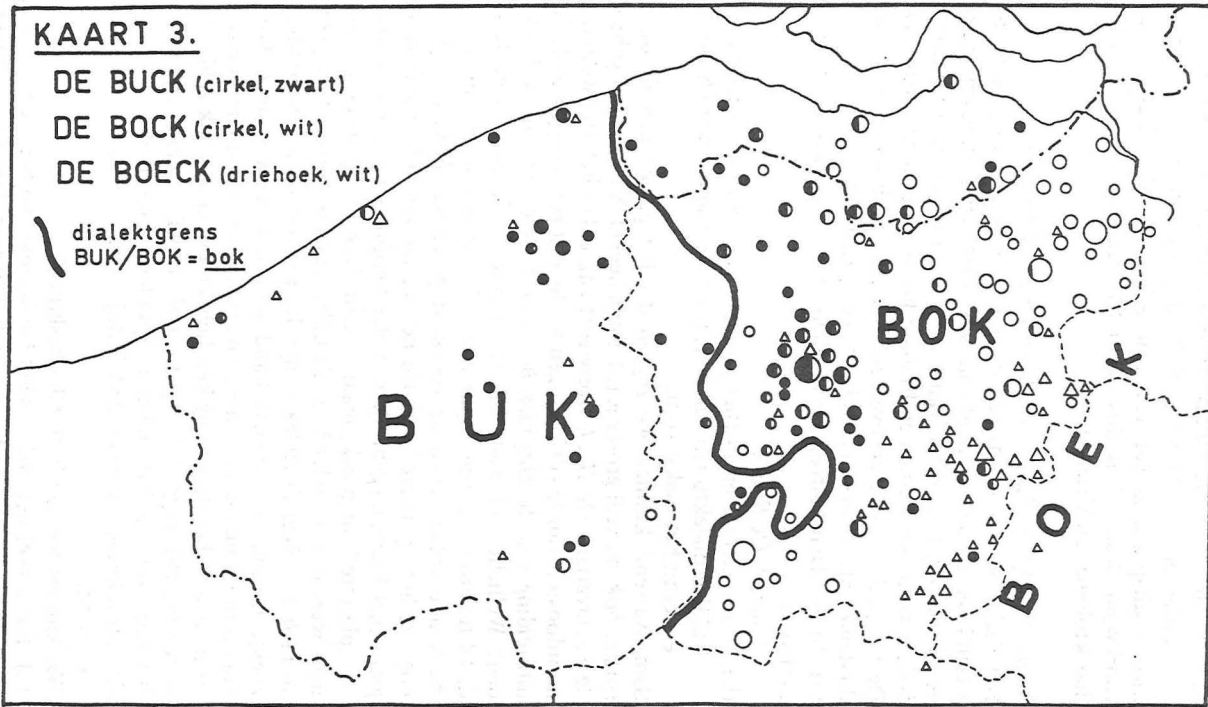 KAART 3.
DE BUCK (cirkel, zwart)
DE BOCK (cirkel, wit)
DE BOECK (driehoek, wit)
dialektgrens
BUK/BOK = bok
BUK
BOK
BOEK